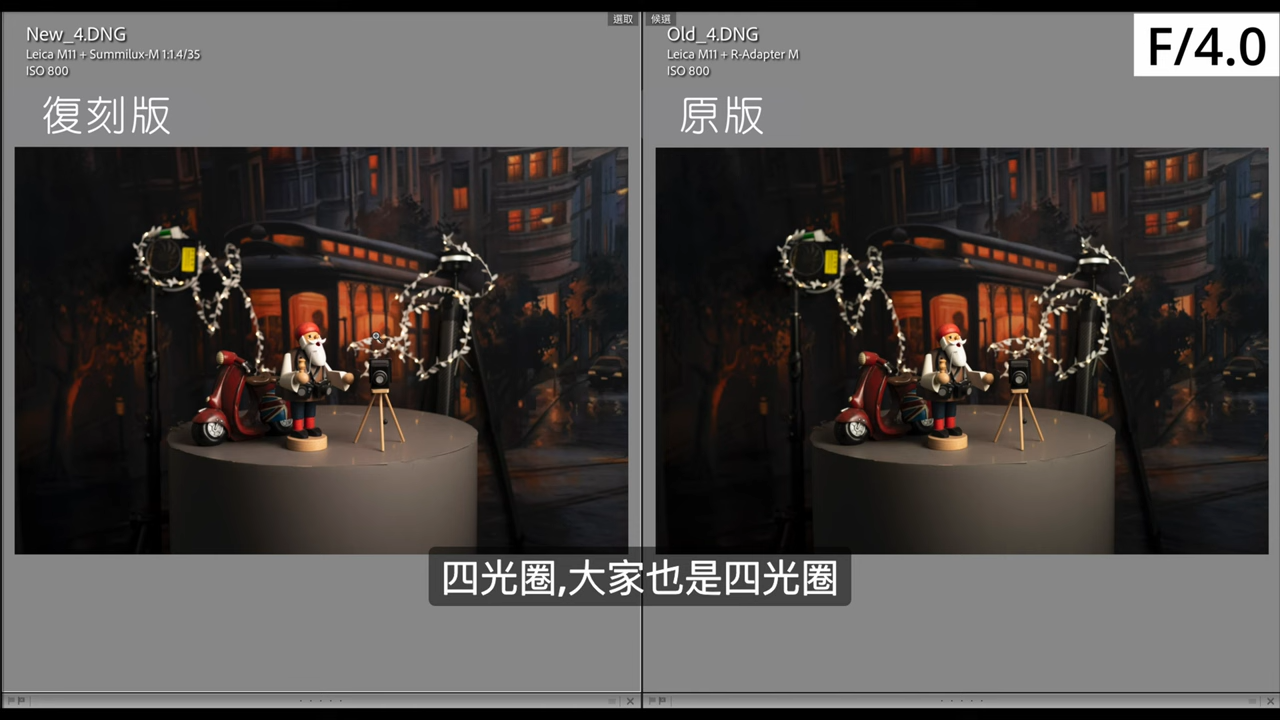 選取
候選
New_4.DNG
Leica M11 + Summilux-M 1:1.4/35
ISO 800
復刻版
Old_4.DNG
Leica M11 + R-Adapter M
ISO 800
原版
F/4.0
四光圈,大家也是四光圈